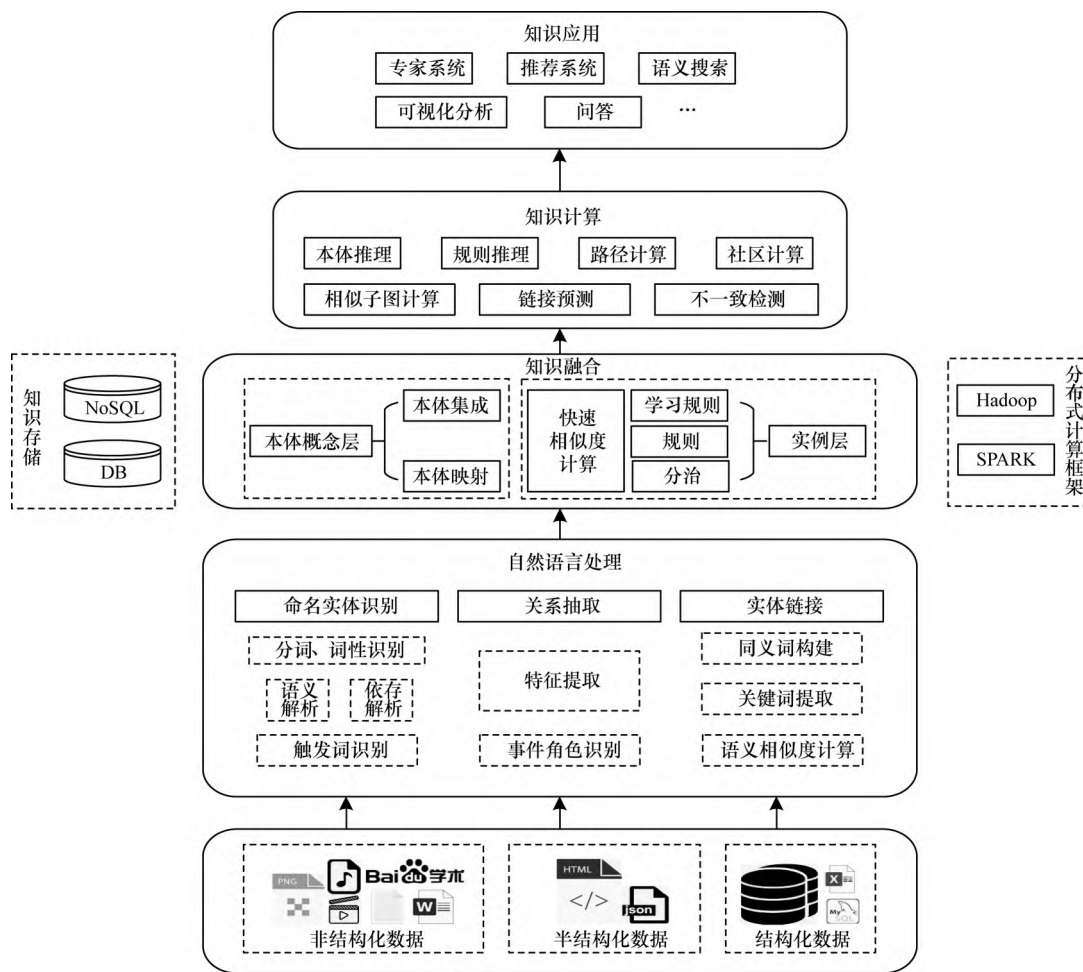 知识应用
专家系统
推荐系统
语义搜索
可视化分析
问答
…
知识计算
本体推理
规则推理
路径计算
社区计算
相似子图计算
链接预测
不一致检测
知识存储
NoSQL
DB
知识融合
本体概念层
本体集成
本体映射
快速
相似度
计算
学习规则
规则
分治
实例层
Hadoop
SPARK
分布式计算框架
自然语言处理
命名实体识别
关系抽取
实体链接
分词、词性识别
语义
解析
依存
解析
触发词识别
特征提取
事件角色识别
同义词构建
关键词提取
语义相似度计算
PNG
Bai du 学术
W
非结构化数据
HTML
</>
json
半结构化数据
X
My
SQL
结构化数据